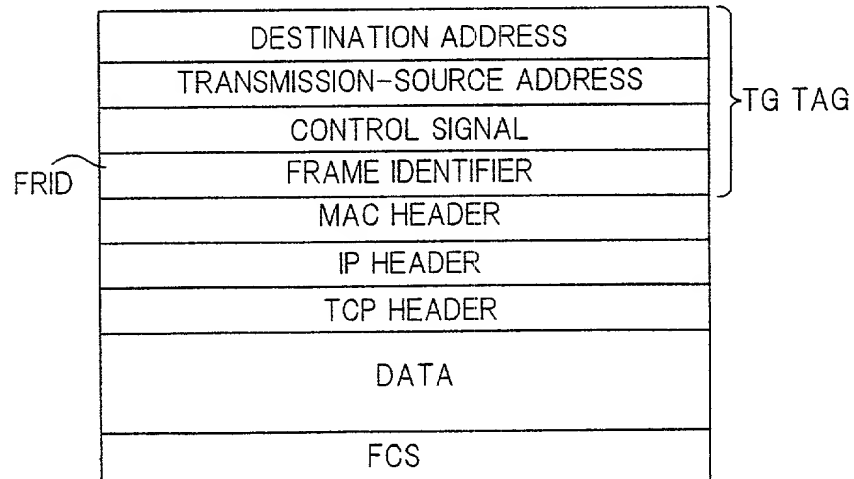 DESTINATION ADDRESS
TRANSMISSION-SOURCE ADDRESS
TG TAG
CONTROL SIGNAL
FRID
FRAME IDENTIFIER
MAC HEADER
IP HEADER
TCP HEADER
DATA
FCS